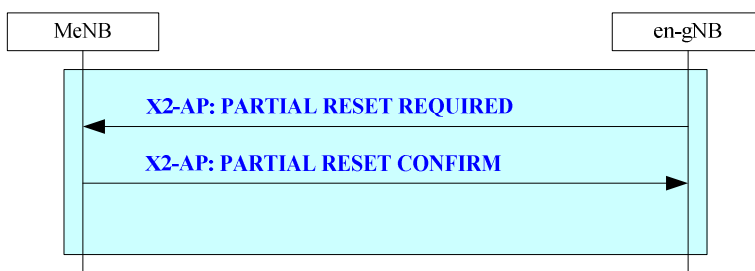 MeNB
en-gNB
X2-AP: PARTIAL RESET REQUIRED
X2-AP: PARTIAL RESET CONFIRM